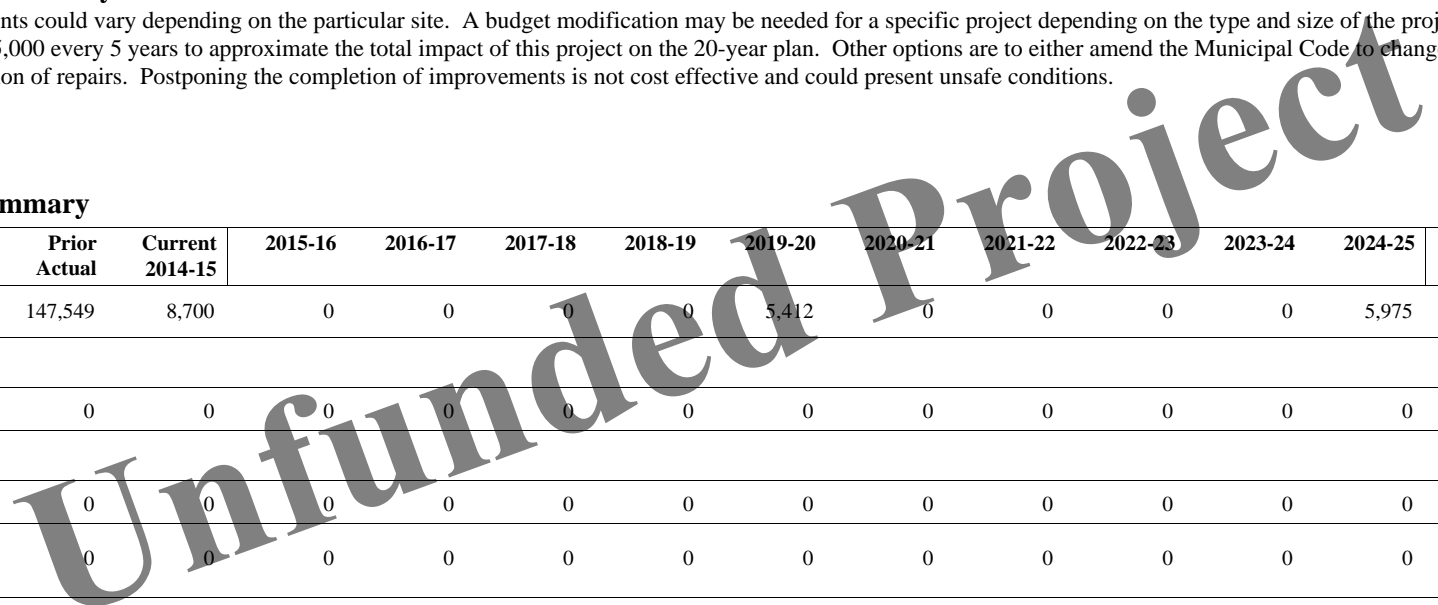 nts could vary depending on the particular site. A budget modification may be needed for a specific project depending on the type and size of the proj
5,000 every 5 years to approximate the total impact of this project on the 20-year plan. Other options are to either amend the Municipal Code to chang
ion of repairs. Postponing the completion of improvements is not cost effective and could present unsafe conditions.
mmary
Prior Current 2015-16 2016-17 2017-18 2018-19 2019-20 2020-21 2021-22 2022-23 2023-24 2024-25
Actual 2014-15
147,549 8,700 0 0 0 0 5,412 0 0 0 0 5,975
0 0 0 0 0 0 0 0 0 0 0 0
0 0 0 0 0 0 0 0 0 0 0 0
0 0 0 0 0 0 0 0 0 0 0 0
Unfunded Project